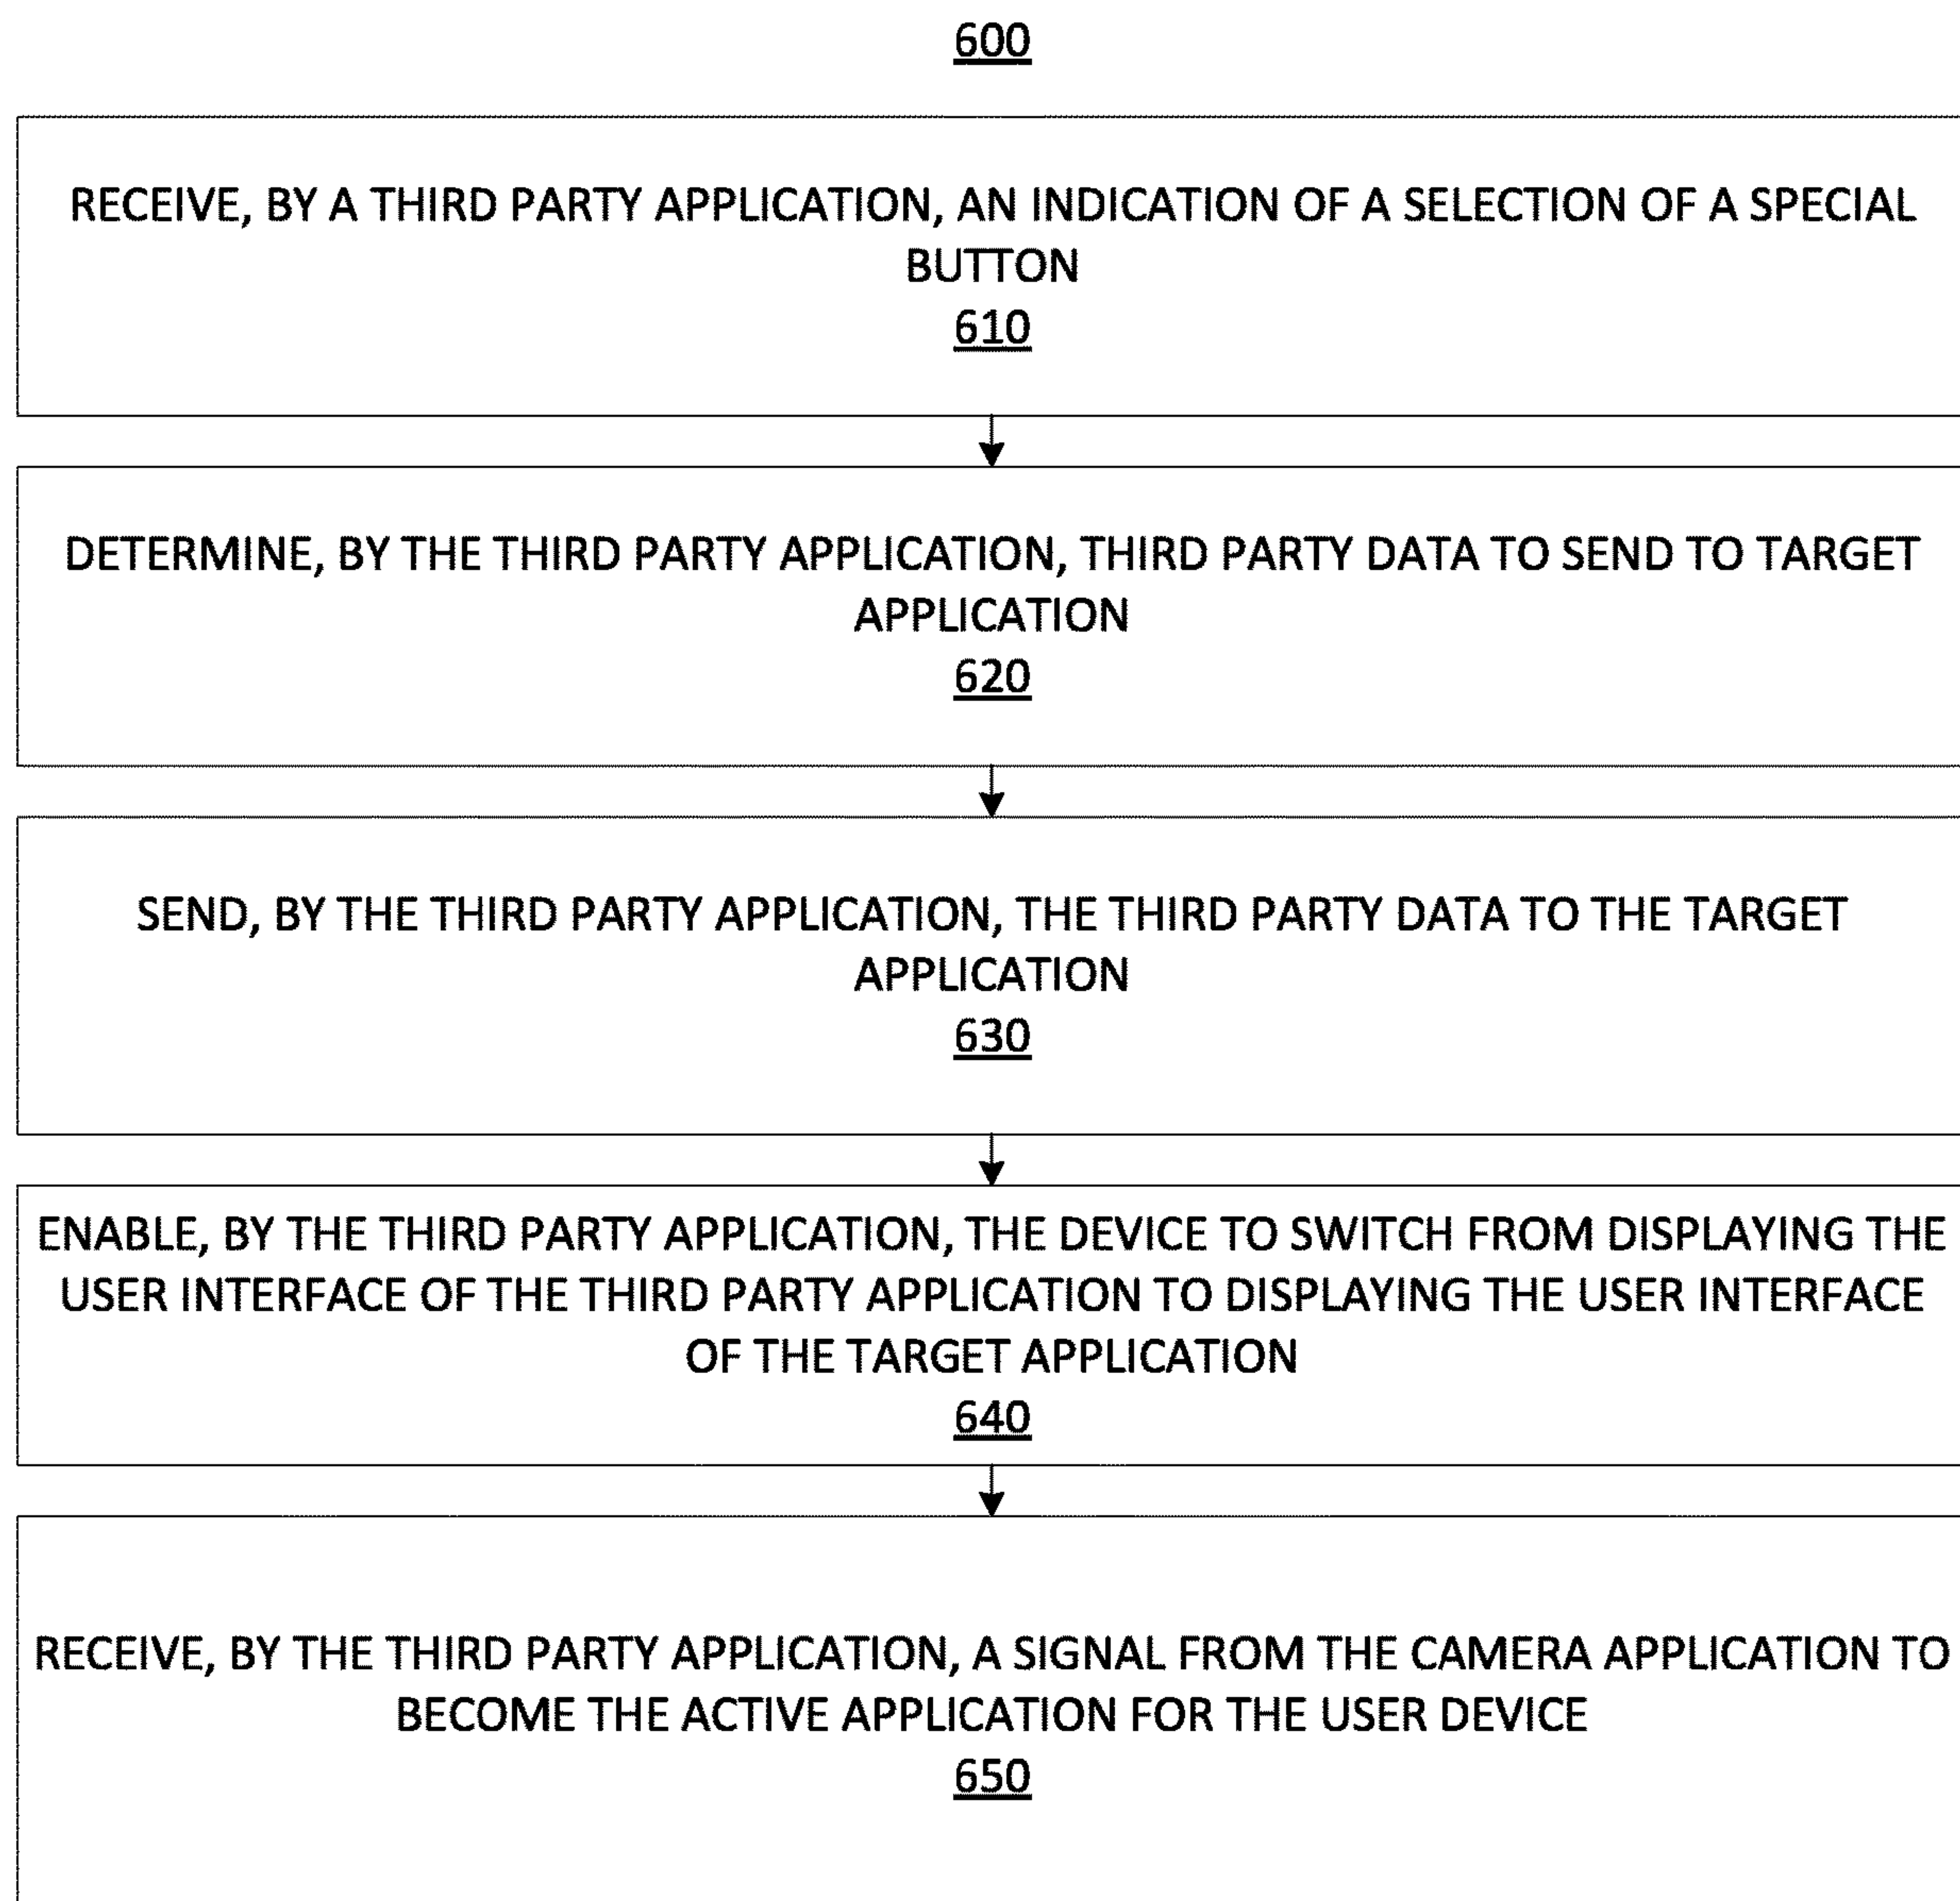 600
RECEIVE, BY A THIRD PARTY APPLICATION, AN INDICATION OF A SELECTION OF A SPECIAL
BUTTON
610
DETERMINE, BY THE THIRD PARTY APPLICATION, THIRD PARTY DATA TO SEND TO TARGET
APPLICATION
620
SEND, BY THE THIRD PARTY APPLICATION, THE THIRD PARTY DATA TO THE TARGET
APPLICATION
630
ENABLE, BY THE THIRD PARTY APPLICATION, THE DEVICE TO SWITCH FROM DISPLAYING THE
USER INTERFACE OF THE THIRD PARTY APPLICATION TO DISPLAYING THE USER INTERFACE
OF THE TARGET APPLICATION
640
RECEIVE, BY THE THIRD PARTY APPLICATION, A SIGNAL FROM THE CAMERA APPLICATION TO
BECOME THE ACTIVE APPLICATION FOR THE USER DEVICE
650